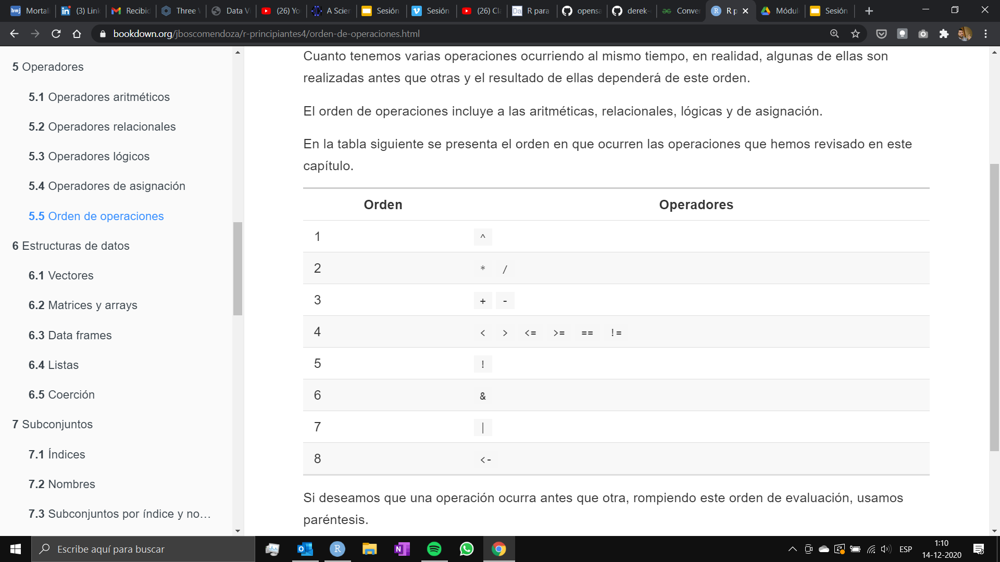 Mortali
(3) Link
Recibid
Three V
Data Vi
(26) Yo
A Scien
Sesión
Sesión
(26) Cl
R para
opensa
derek-
Conver
R p
Módul
Sesión
bookdown.org/jboscomendoza/r-principiantes4/orden-de-operaciones.html
5 Operadores
5.1 Operadores aritméticos
5.2 Operadores relacionales
5.3 Operadores lógicos
5.4 Operadores de asignación
5.5 Orden de operaciones
6 Estructuras de datos
6.1 Vectores
6.2 Matrices y arrays
6.3 Data frames
6.4 Listas
6.5 Coerción
7 Subconjuntos
7.1 Índices
7.2 Nombres
7.3 Subconjuntos por índice y no…
Cuanto tenemos varias operaciones ocurriendo al mismo tiempo, en realidad, algunas de ellas son
realizadas antes que otras y el resultado de ellas dependerá de este orden.
El orden de operaciones incluye a las aritméticas, relacionales, lógicas y de asignación.
En la tabla siguiente se presenta el orden en que ocurren las operaciones que hemos revisado en este
capítulo.
Orden Operadores
1 ^
2 * /
3 + -
4 < > <= >= == !=
5 !
6 &
7 |
8 <-
Si deseamos que una operación ocurra antes que otra, rompiendo este orden de evaluación, usamos
paréntesis.
Escribe aquí para buscar
ESP
1:10
14-12-2020